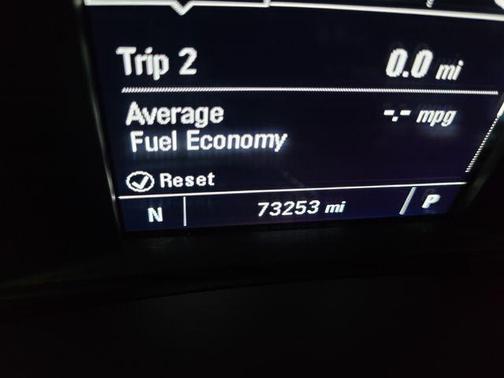 Trip 2 0.0 mi
Average -.- mpg
Fuel Economy
Reset
N 73253 mi P